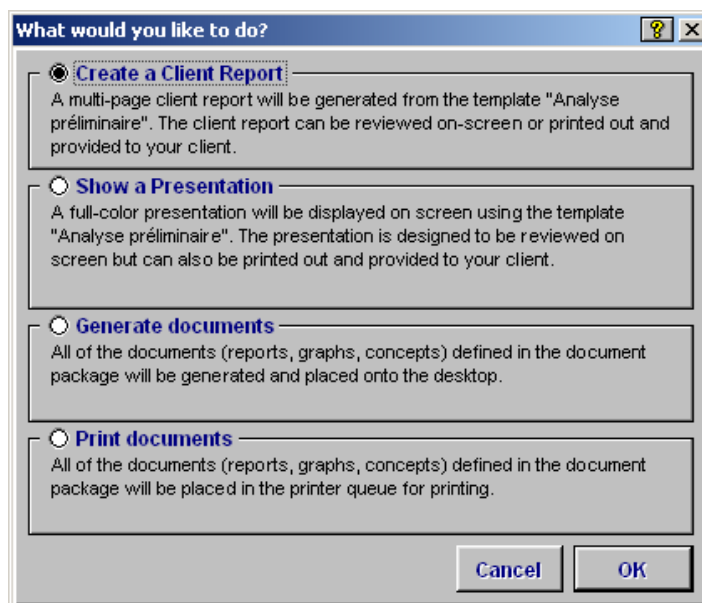 What would you like to do?
Create a Client Report
A multi-page client report will be generated from the template "Analyse
préliminaire". The client report can be reviewed on-screen or printed out and
provided to your client.
Show a Presentation
A full-color presentation will be displayed on screen using the template
"Analyse préliminaire". The presentation is designed to be reviewed on
screen but can also be printed out and provided to your client.
Generate documents
All of the documents (reports, graphs, concepts) defined in the document
package will be generated and placed onto the desktop.
Print documents
All of the documents (reports, graphs, concepts) defined in the document
package will be placed in the printer queue for printing.
Cancel OK